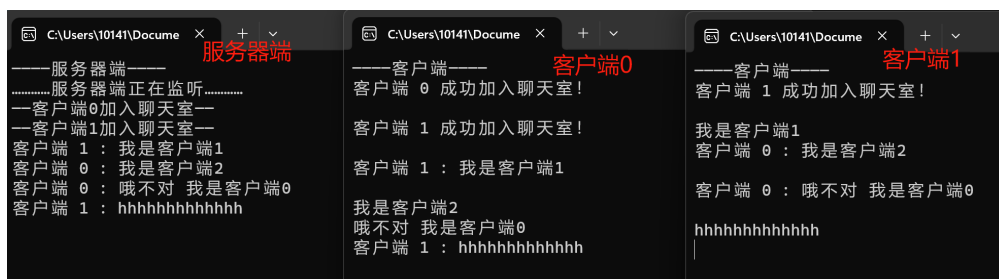 C:\Users\10141\Docume
服务器端
————服务器端————
…………服务器端正在监听…………
——客户端0加入聊天室——
——客户端1加入聊天室——
客户端 1 : 我是客户端1
客户端 0 : 我是客户端2
客户端 0 : 哦不对 我是客户端0
客户端 1 : hhhhhhhhhhhhh
C:\Users\10141\Docume
客户端0
————客户端————
客户端 0 成功加入聊天室!
客户端 1 成功加入聊天室!
客户端 1 : 我是客户端1
我是客户端2
哦不对 我是客户端0
客户端 1 : hhhhhhhhhhhhh
C:\Users\10141\Docume
客户端1
————客户端————
客户端 1 成功加入聊天室!
我是客户端1
客户端 0 : 我是客户端2
客户端 0 : 哦不对 我是客户端0
hhhhhhhhhhhhh